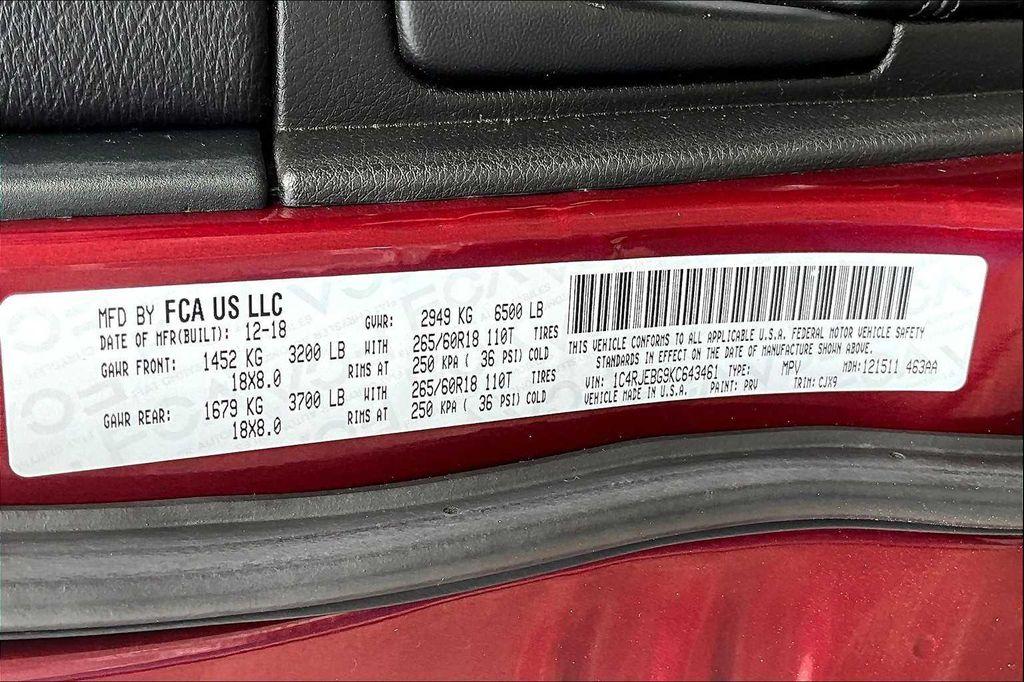 MFD BY FCA US LLC
DATE OF MFR(BUILT): 12-18 GVWR: 2949 KG 6500 LB
GAWR FRONT: 1452 KG 3200 LB WITH 265/60R18 110T TIRES
18X8.0 RIMS AT 250 KPA ( 36 PSI) COLD
GAWR REAR: 1679 KG 3700 LB WITH 265/60R18 110T TIRES
18X8.0 RIMS AT 250 KPA ( 36 PSI) COLD
THIS VEHICLE CONFORMS TO ALL APPLICABLE U.S.A. FEDERAL MOTOR VEHICLE SAFETY
STANDARDS IN EFFECT ON THE DATE OF MANUFACTURE SHOWN ABOVE.
VIN: 1C4RJEBG9KC643461 TYPE: MPV MDH: 121511 463AA
VEHICLE MADE IN U.S.A. PAINT: PRV TRIM: CJX9